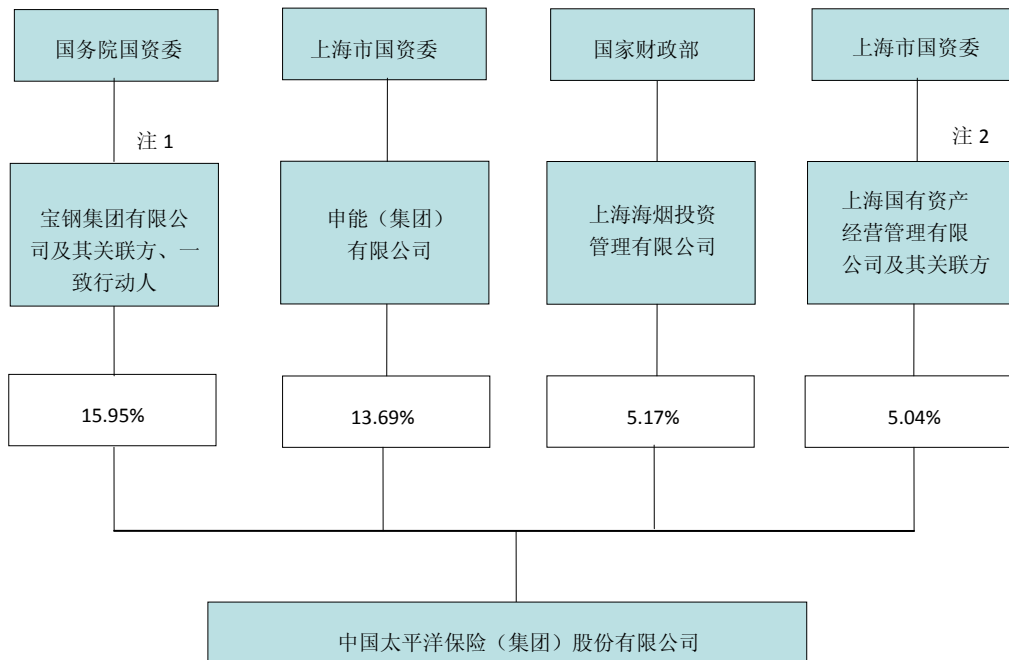 国务院国资委
上海市国资委
国家财政部
上海市国资委
注 1
注 2
宝钢集团有限公
司及其关联方、一
致行动人
申能（集团）
有限公司
上海海烟投资
管理有限公司
上海国有资产
经营管理有限
公司及其关联方
15.95%
13.69%
5.17%
5.04%
中国太平洋保险（集团）股份有限公司